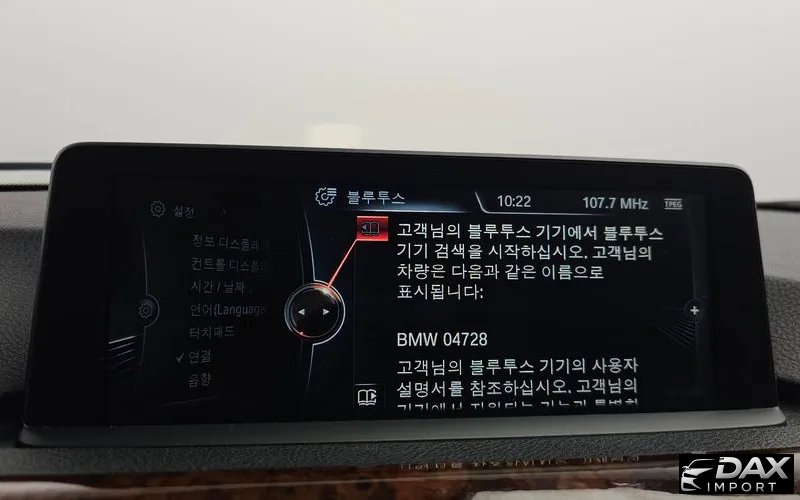 블루투스
10:22
107.7 MHz
TPEG
설정
정보 디스플레
컨트롤 디스플레
시간 / 날짜
언어(Language
터치패드
연결
음향
고객님의 블루투스 기기에서 블루투스
기기 검색을 시작하십시오. 고객님의
차량은 다음과 같은 이름으로
표시됩니다:
BMW 04728
고객님의 블루투스 기기의 사용자
설명서를 참조하십시오. 고객님의
DAX
IMPORT